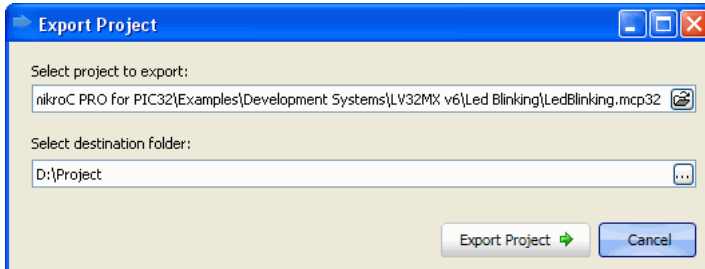 Export Project
Select project to export:
nikroC PRO for PIC32\Examples\Development Systems\LV32MX v6\Led Blinking\LedBlinking.mcp32
Select destination folder:
D:\Project
...
Export Project
Cancel